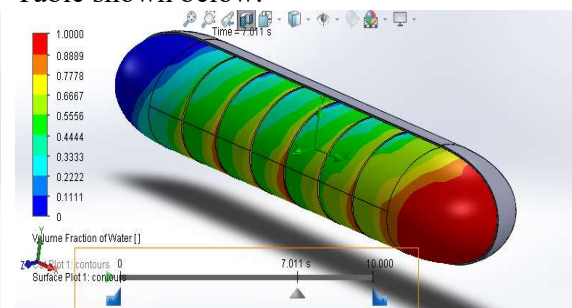 Table shown below.
Time = 7.011 s
1.0000
0.8889
0.7778
0.6667
0.5556
0.4444
0.3333
0.2222
0.1111
0
Volume Fraction of Water [ ]
Plot 1: contours
Surface Plot 1: contours
0 7.011 s 10.000